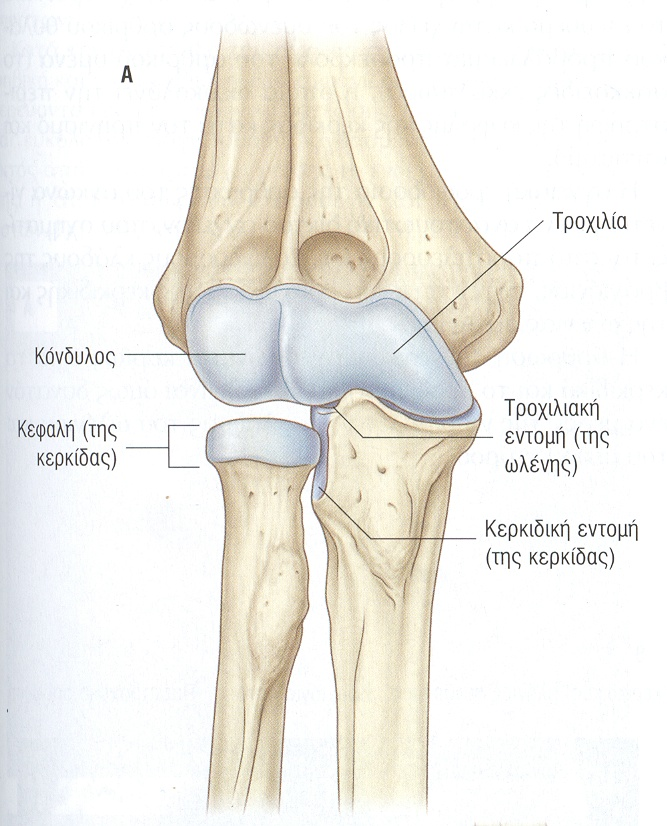 A
Τροχιλία
Κόνδυλος
Κεφαλή (της
κερκίδας)
Τροχιλιακή
εντομή (της
ωλένης)
Κερκιδική εντομή
(της κερκίδας)